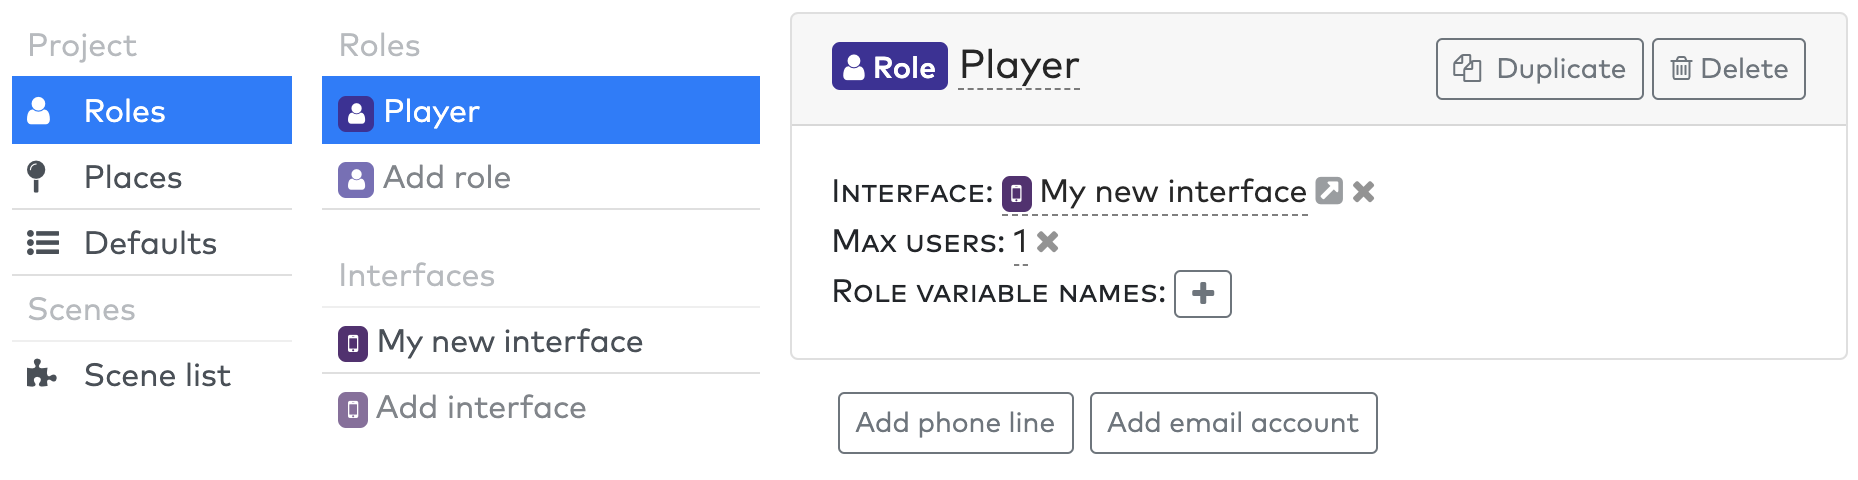 Project
Roles
Places
Defaults
Scenes
Scene list
Roles
Player
Add role
Interfaces
My new interface
Add interface
Role Player
Duplicate
Delete
Interface: My new interface
Max users: 1
Role variable names:
Add phone line
Add email account